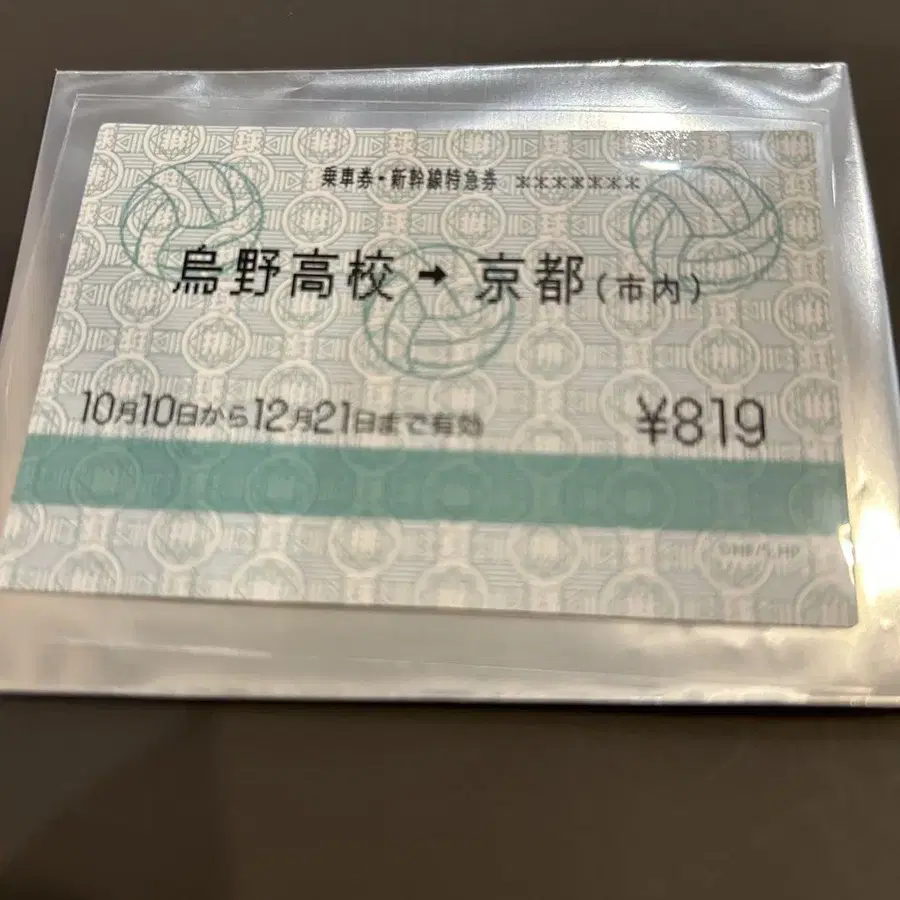 乗車券・新幹線特急券 ✕✕✕✕✕✕✕
烏野高校 → 京都(市内)
10月10日から12月21日まで有効
¥819